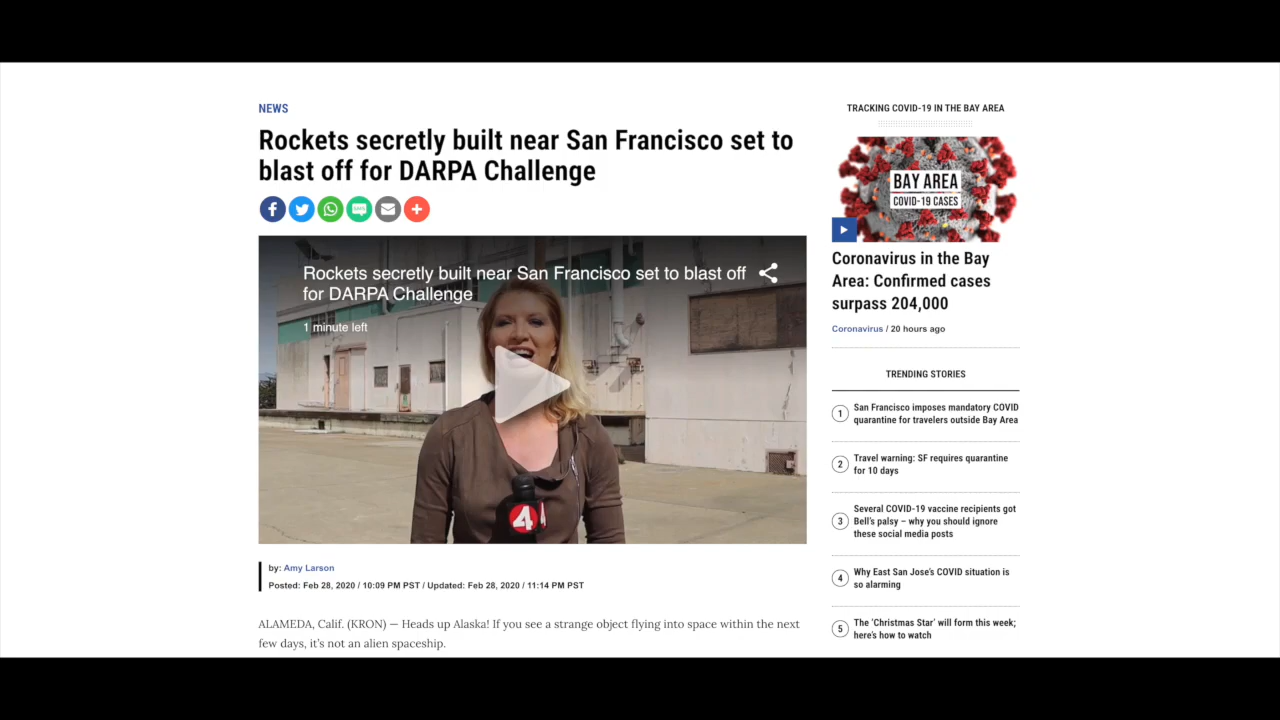 NEWS
Rockets secretly built near San Francisco set to
blast off for DARPA Challenge
Rockets secretly built near San Francisco set to blast off
for DARPA Challenge
1 minute left
4
by: Amy Larson
Posted: Feb 28, 2020 / 10:09 PM PST / Updated: Feb 28, 2020 / 11:14 PM PST
ALAMEDA, Calif. (KRON) — Heads up Alaska! If you see a strange object flying into space within the next
few days, it's not an alien spaceship.
TRACKING COVID-19 IN THE BAY AREA
BAY AREA
COVID-19 CASES
Coronavirus in the Bay
Area: Confirmed cases
surpass 204,000
Coronavirus / 20 hours ago
TRENDING STORIES
1 San Francisco imposes mandatory COVID
quarantine for travelers outside Bay Area
2 Travel warning: SF requires quarantine
for 10 days
3 Several COVID-19 vaccine recipients got
Bell's palsy – why you should ignore
these social media posts
4 Why East San Jose's COVID situation is
so alarming
5 The 'Christmas Star' will form this week;
here's how to watch